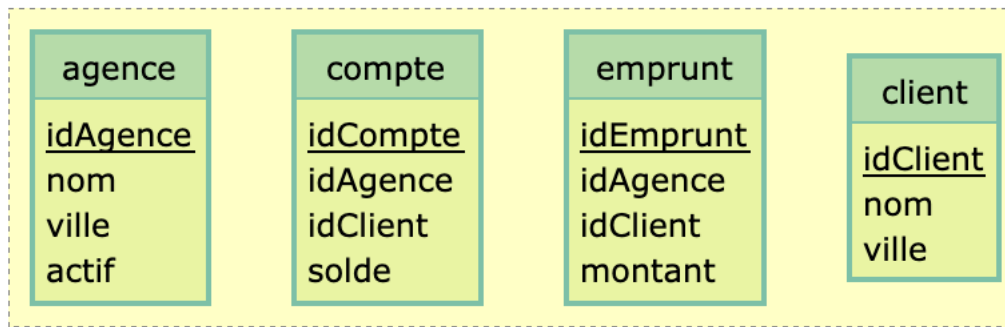 agence
idAgence
nom
ville
actif
compte
idCompte
idAgence
idClient
solde
emprunt
idEmprunt
idAgence
idClient
montant
client
idClient
nom
ville